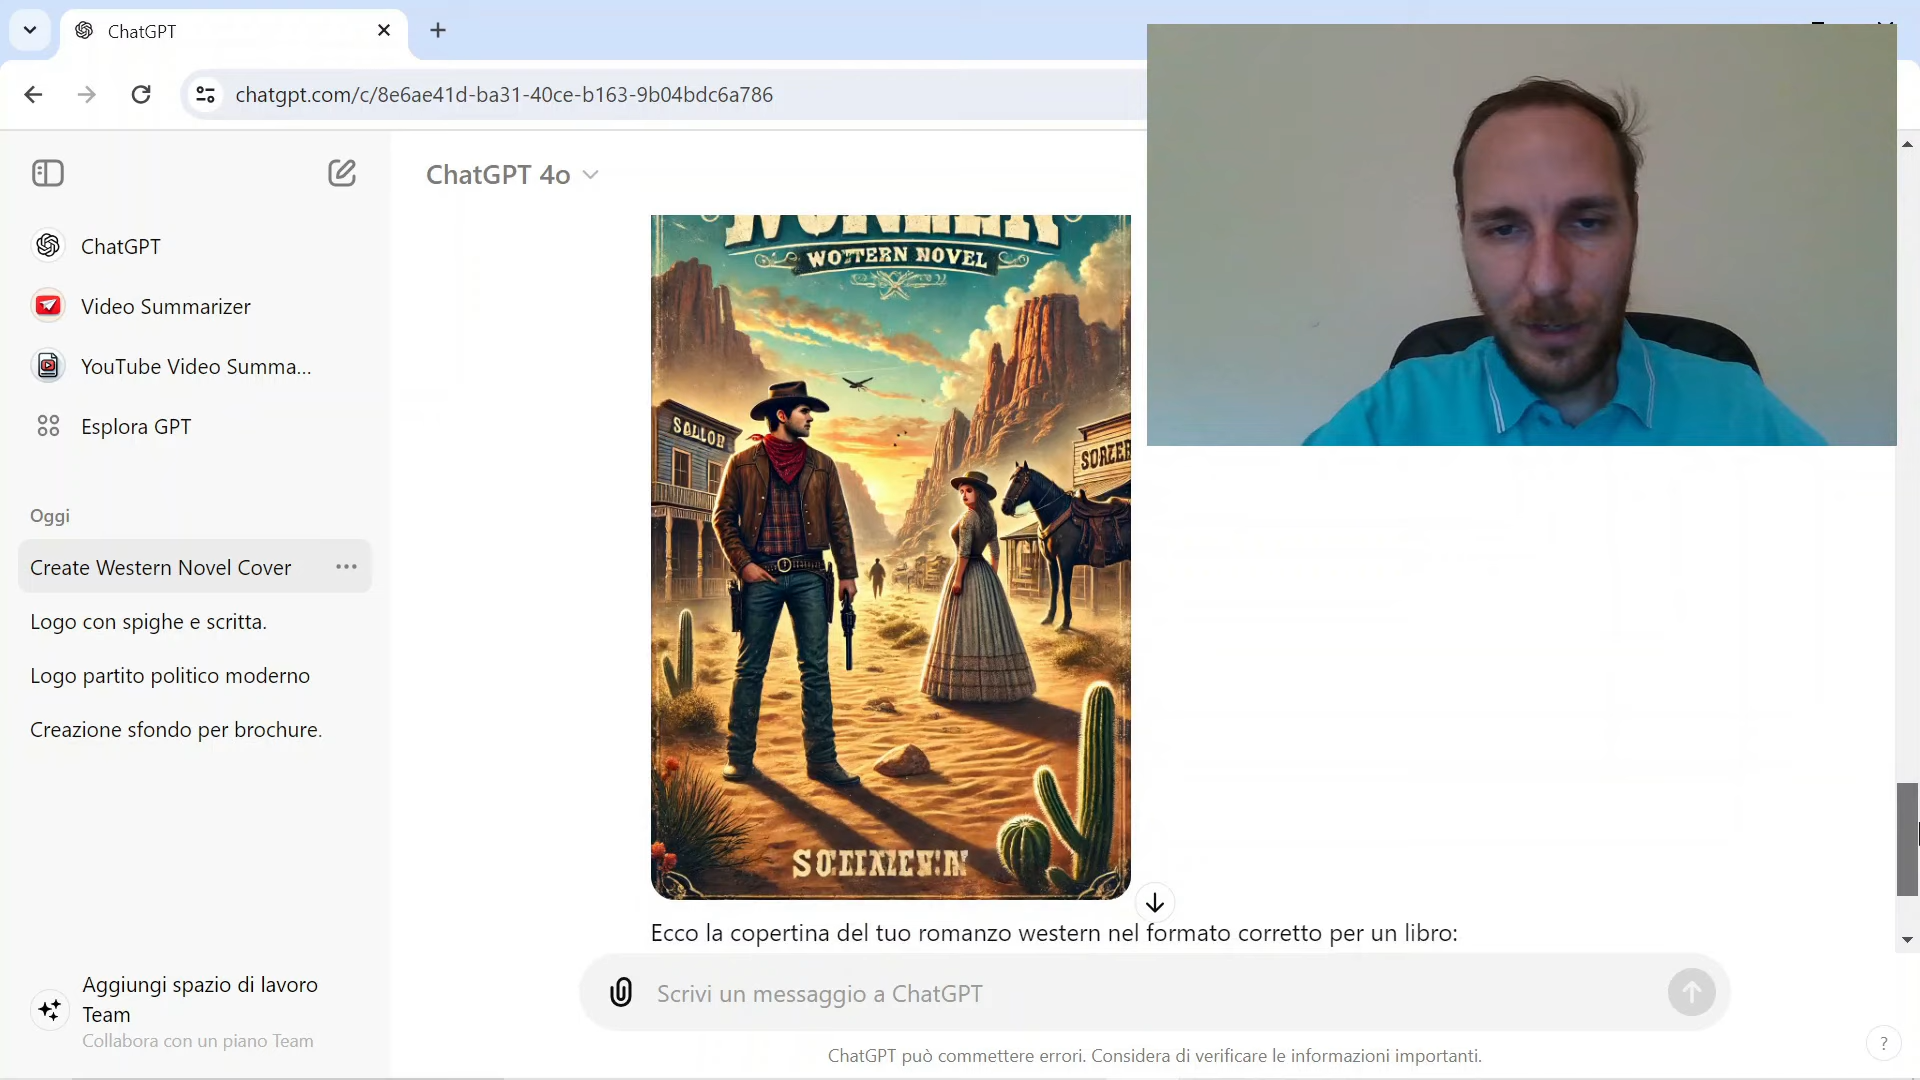 ChatGPT
chatgpt.com/c/8e6ae41d-ba31-40ce-b163-9b04bdc6a786
ChatGPT 4o
ChatGPT
Video Summarizer
YouTube Video Summa...
Esplora GPT
Oggi
Create Western Novel Cover
Logo con spighe e scritta.
Logo partito politico moderno
Creazione sfondo per brochure.
Aggiungi spazio di lavoro
Team
Collabora con un piano Team
WOTTERN NOVEL
SALLOR
SORZER
Ecco la copertina del tuo romanzo western nel formato corretto per un libro:
Scrivi un messaggio a ChatGPT
ChatGPT può commettere errori. Considera di verificare le informazioni importanti.
?